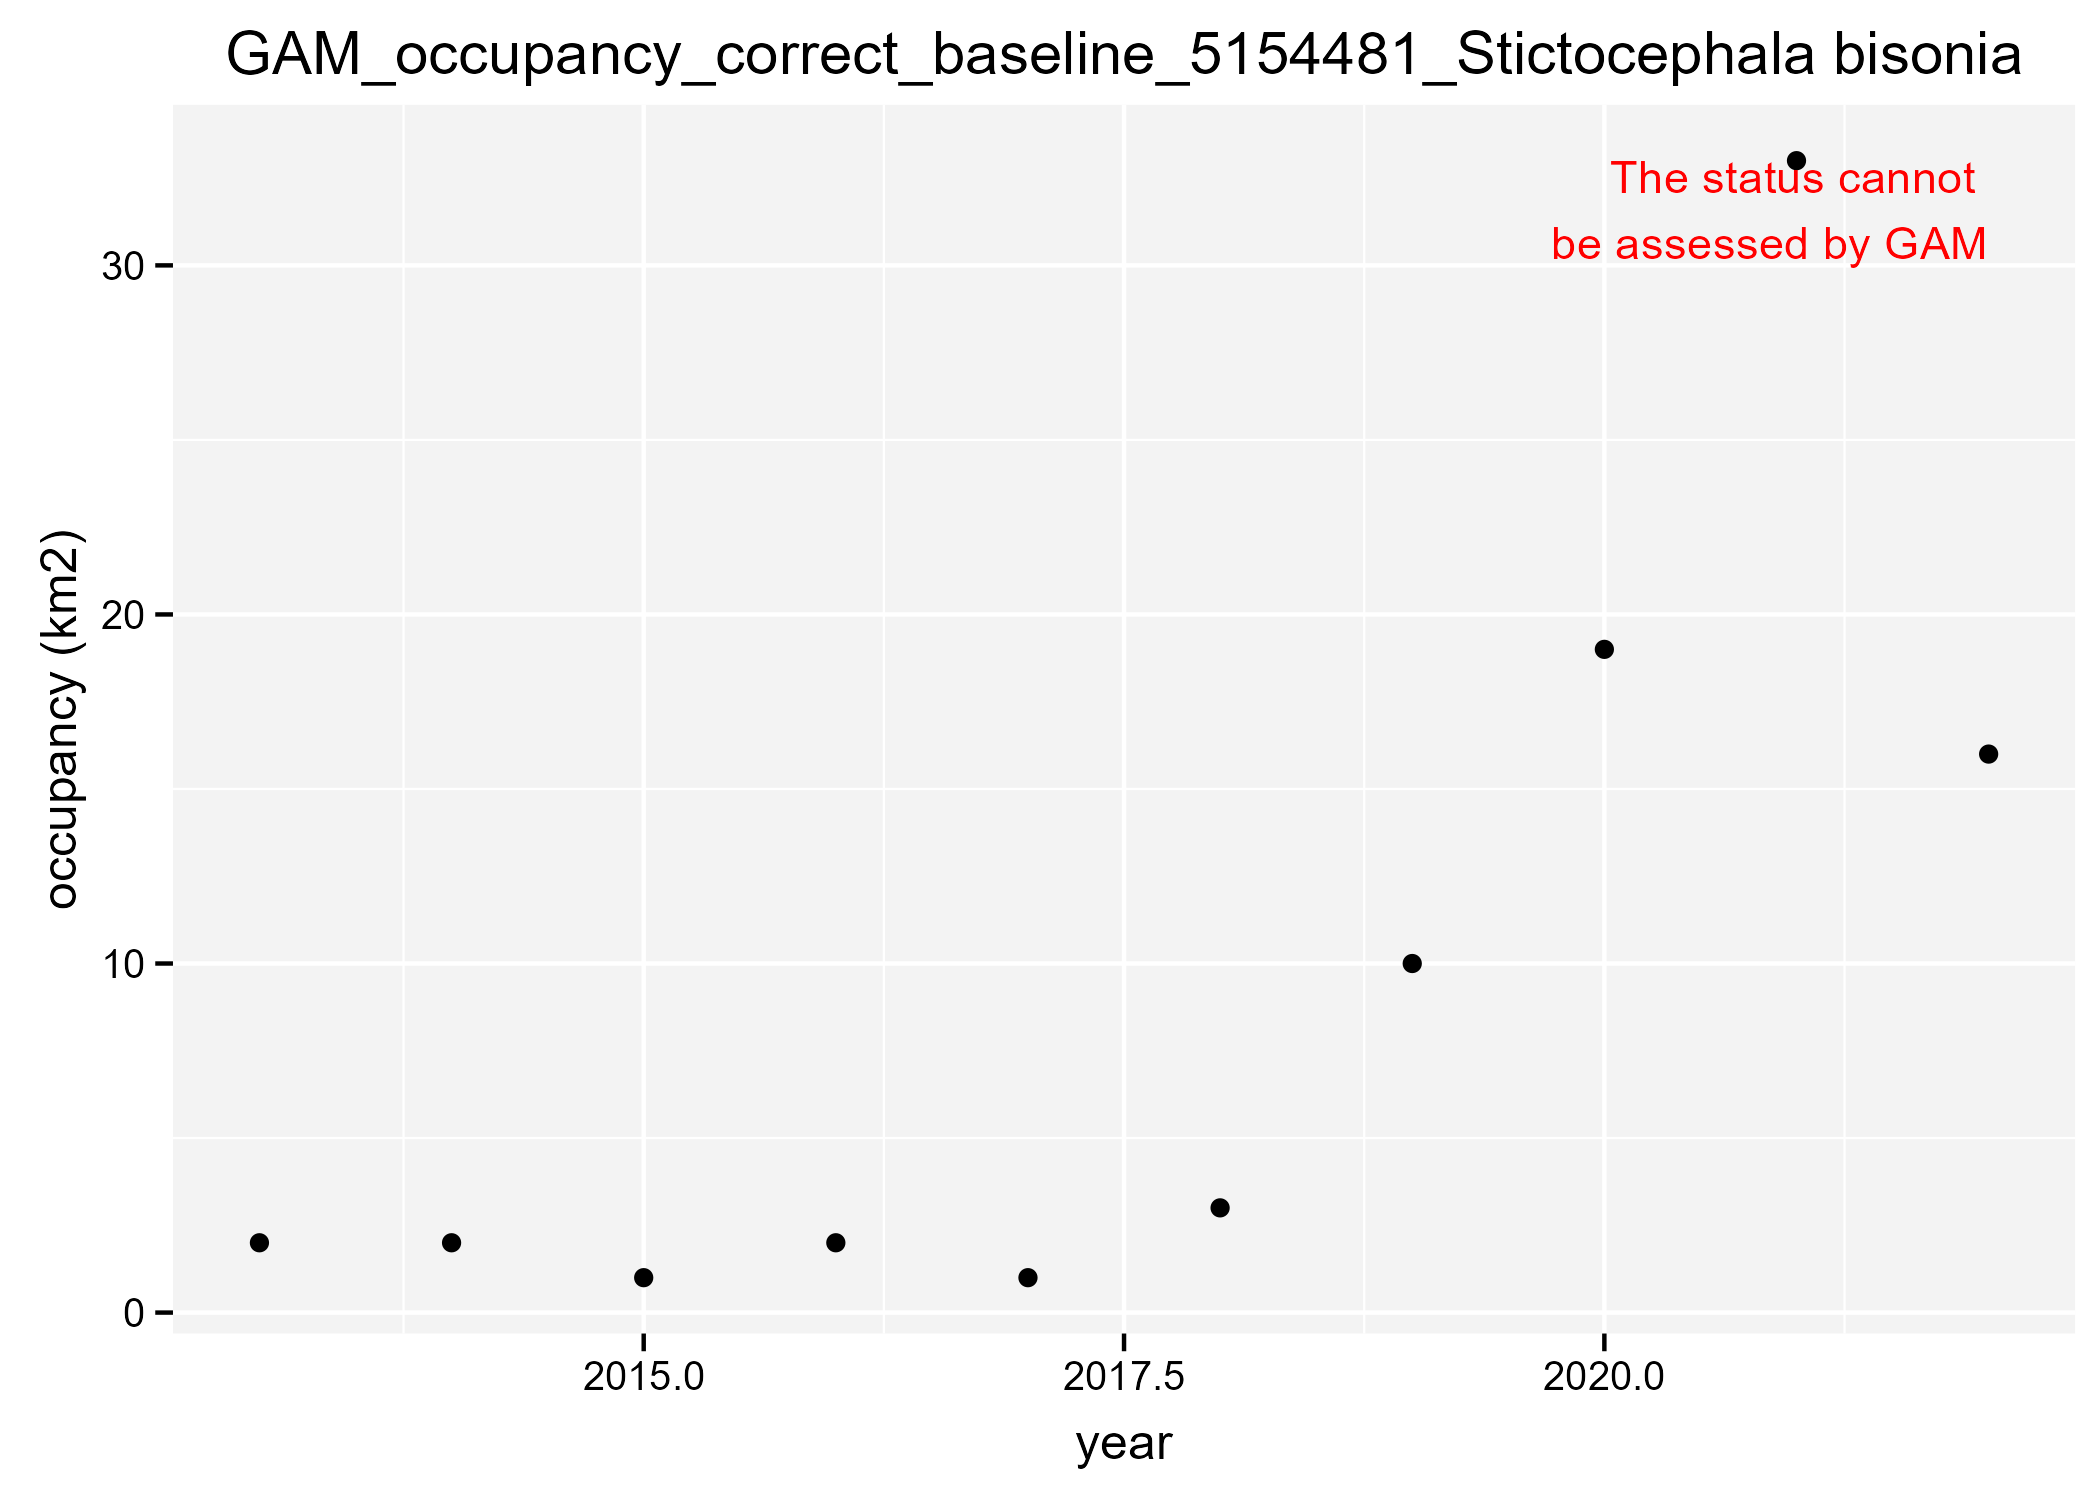 GAM_occupancy_correct_baseline_5154481_Stictocephala bisonia
The status cannot
be assessed by GAM
30
20
10
0
occupancy (km2)
2015.0
2017.5
2020.0
year